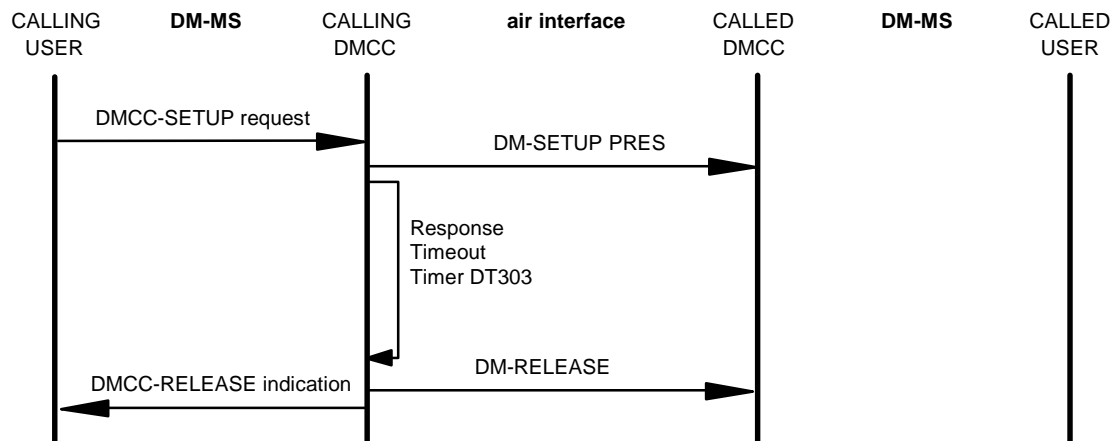 CALLING
USER
DM-MS
CALLING
DMCC
air interface
CALLED
DMCC
DM-MS
CALLED
USER
DMCC-SETUP request
DM-SETUP PRES
Response
Timeout
Timer DT303
DM-RELEASE
DMCC-RELEASE indication